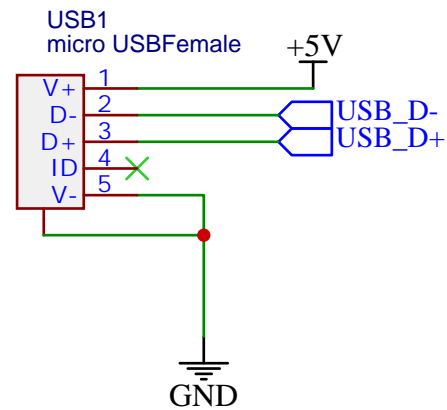 USB1
micro USBFemale
+5V
V+ 1
D- 2 USB_D-
D+ 3 USB_D+
ID 4
V- 5
GND